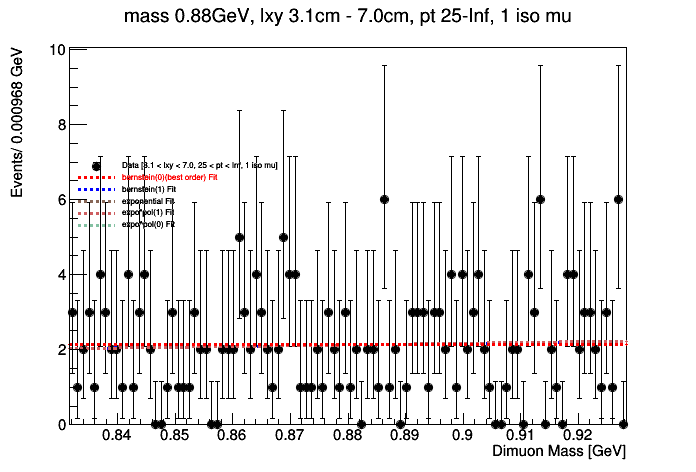 mass 0.88GeV, lxy 3.1cm - 7.0cm, pt 25-Inf, 1 iso mu
Events/ 0.000968 GeV
10
8
6
4
2
0
Data [3.1 < lxy < 7.0, 25 < pt < Inf, 1 iso mu]
bernstein(0)(best order) Fit
bernstein(1) Fit
exponential Fit
expo*pol(1) Fit
expo*pol(0) Fit
0.84 0.85 0.86 0.87 0.88 0.89 0.9 0.91 0.92
Dimuon Mass [GeV]